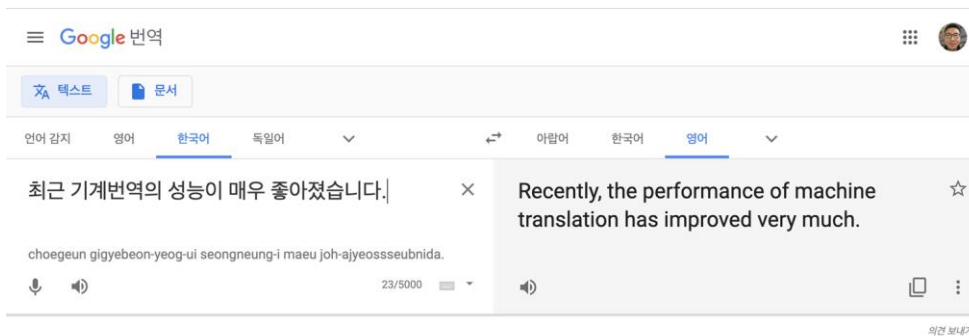 Google 번역
텍스트 문서
언어 감지 영어 한국어 독일어 아랍어 한국어 영어
최근 기계번역의 성능이 매우 좋아졌습니다.
choegeun gigyebeon-yeog-ui seongneung-i maeu joh-ajyeossseubnida.
23/5000
Recently, the performance of machine
translation has improved very much.
의견 보내기